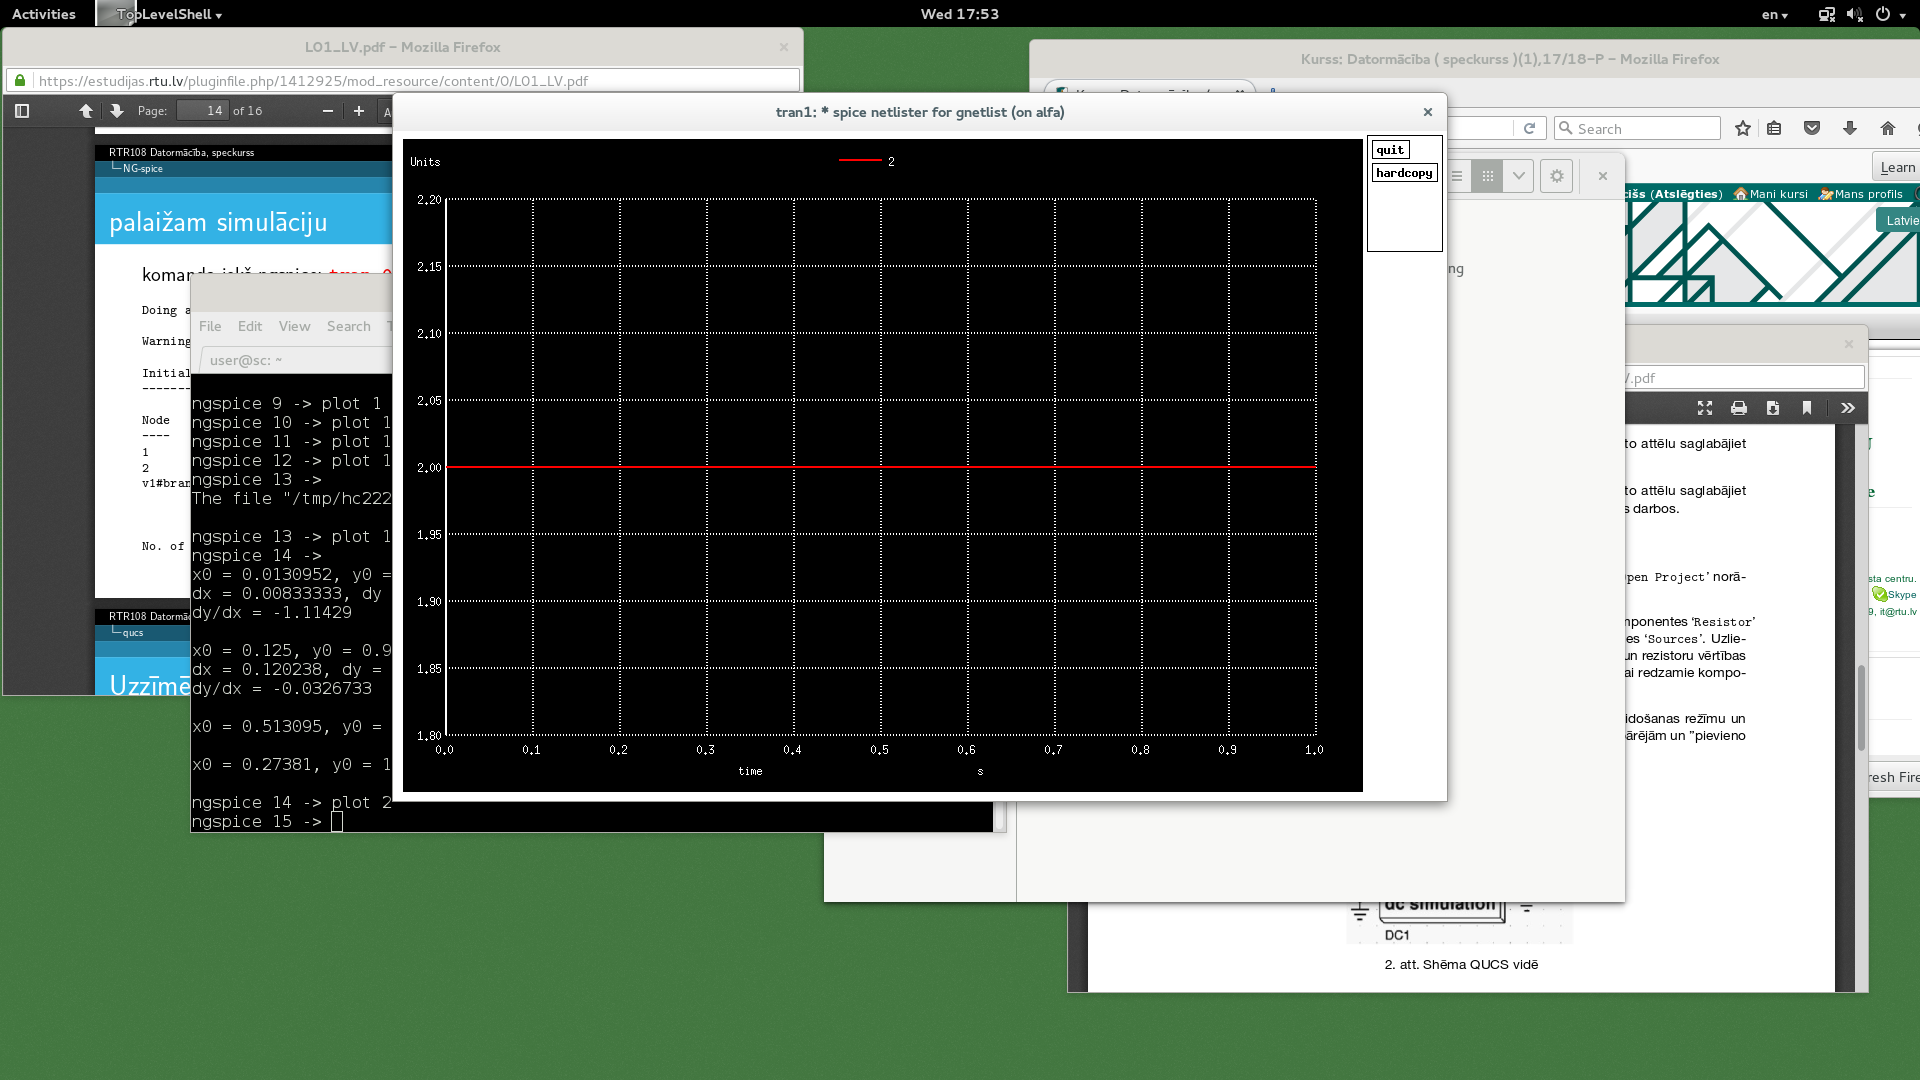 Activities
TopLevelShell
Wed 17:53
en
L01_LV.pdf – Mozilla Firefox
https://estudijas.rtu.lv/pluginfile.php/1412925/mod_resource/content/0/L01_LV.pdf
Page: 14 of 16
RTR108 Datormācība, speckurss
NG-spice
palaižam simulāciju
Doing a
Warning
Initial
--------
Node
----
1
2
v1#bran
No. of
RTR108 Datormāc
qucs
Uzzīmē
File Edit View Search T
user@sc: ~
ngspice 9 -> plot 1
ngspice 10 -> plot 1
ngspice 11 -> plot 1
ngspice 12 -> plot 1
ngspice 13 ->
The file "/tmp/hc222
ngspice 13 -> plot 1
ngspice 14 ->
x0 = 0.0130952, y0 =
dx = 0.00833333, dy
dy/dx = -1.11429
x0 = 0.125, y0 = 0.9
dx = 0.120238, dy =
dy/dx = -0.0326733
x0 = 0.513095, y0 =
x0 = 0.27381, y0 = 1
ngspice 14 -> plot 2
ngspice 15 ->
tran1: * spice netlister for gnetlist (on alfa)
quit
hardcopy
Units
2
2.20
2.15
2.10
2.05
2.00
1.95
1.90
1.85
1.80
0.0 0.1 0.2 0.3 0.4 0.5 0.6 0.7 0.8 0.9 1.0
time s
Kurss: Datormācība ( speckurss )(1),17/18-P – Mozilla Firefox
Search
Learn
cišs (Atslēgties) Mani kursi Mans profils
Latvie
ng
V.pdf
to attēlu saglabājiet
to attēlu saglabājiet
s darbos.
pen Project' norā-
mponentes 'Resistor'
es 'Sources'. Uzlie-
un rezistoru vērtības
ai redzamie kompo-
idošanas režīmu un
pārējām un "pievieno
dc simulation
DC1
2. att. Shēma QUCS vidē
sta centru.
Skype
9, it@rtu.lv
resh Fire